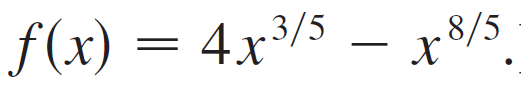 f(x) = 4x^{3/5} − x^{8/5}.